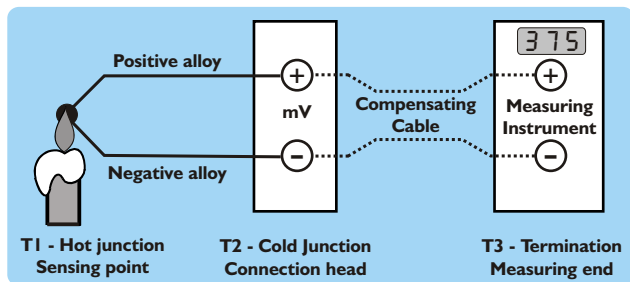 375
Positive alloy
+
+
mV
Compensating
Cable
Measuring
Instrument
-
-
Negative alloy
T1 - Hot junction
Sensing point
T2 - Cold Junction
Connection head
T3 - Termination
Measuring end